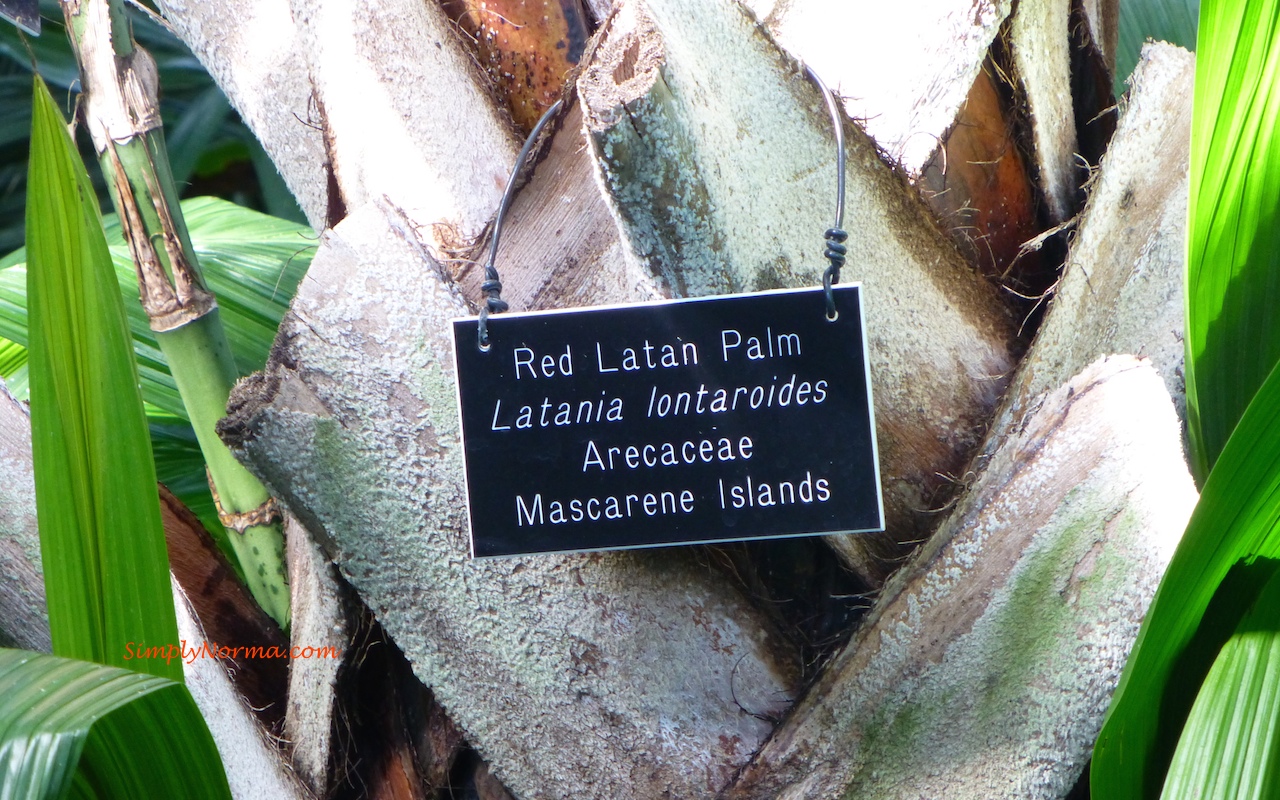 Red Latan Palm
Latania lontaroides
Arecaceae
Mascarene Islands
SimplyNorma.com